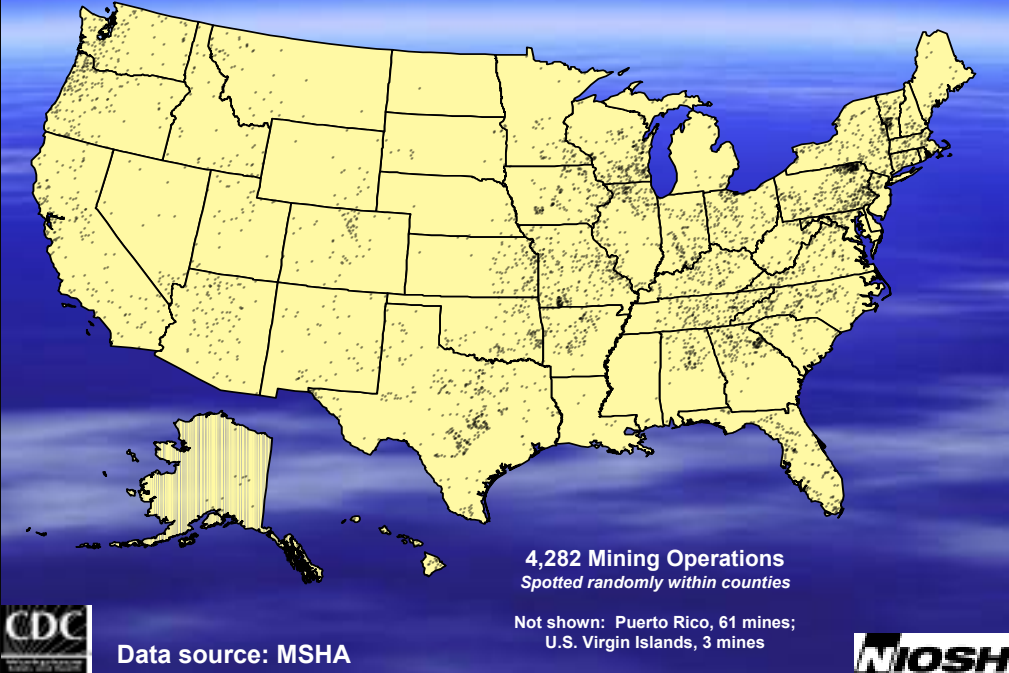 4,282 Mining Operations
Spotted randomly within counties
Not shown: Puerto Rico, 61 mines;
U.S. Virgin Islands, 3 mines
CDC
Data source: MSHA
NIOSH